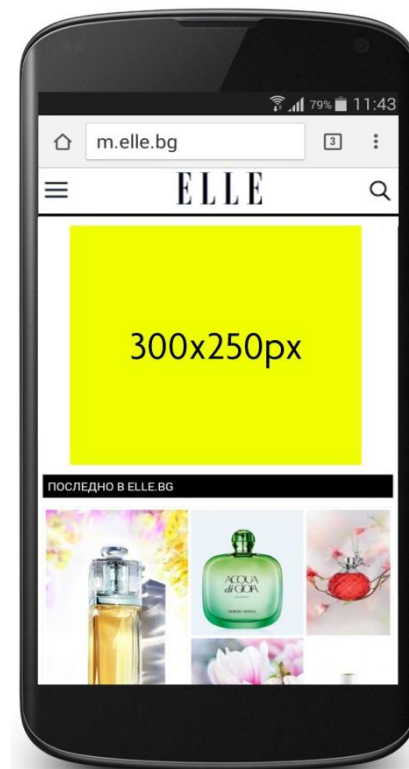 79% 11:43
m.elle.bg 3
ELLE
300x250px
ПОСЛЕДНО В ELLE.BG
ACQUA
di GIOIA